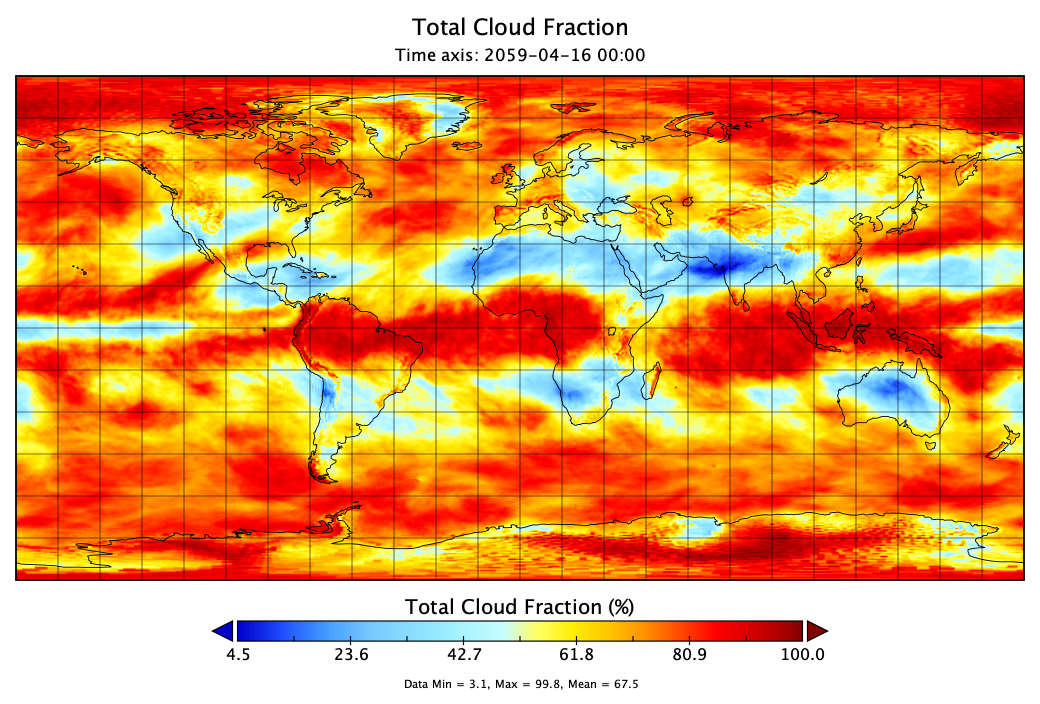 Total Cloud Fraction
Time axis: 2059-04-16 00:00
Total Cloud Fraction (%)
4.5 23.6 42.7 61.8 80.9 100.0
Data Min = 3.1, Max = 99.8, Mean = 67.5